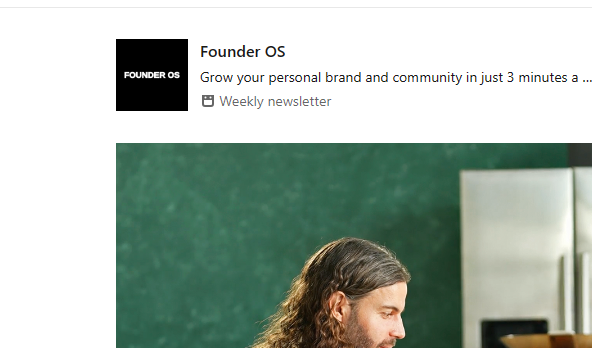 FOUNDER OS
Founder OS
Grow your personal brand and community in just 3 minutes a ...
Weekly newsletter